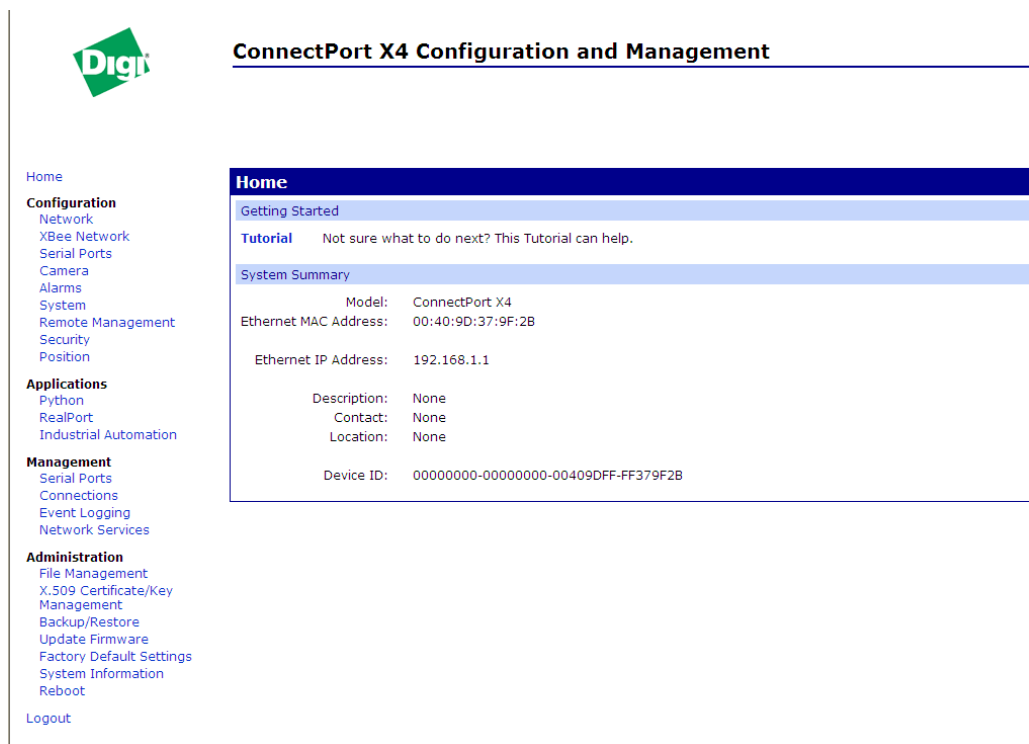 Digi
ConnectPort X4 Configuration and Management
Home
Configuration
Network
XBee Network
Serial Ports
Camera
Alarms
System
Remote Management
Security
Position
Applications
Python
RealPort
Industrial Automation
Management
Serial Ports
Connections
Event Logging
Network Services
Administration
File Management
X.509 Certificate/Key
Management
Backup/Restore
Update Firmware
Factory Default Settings
System Information
Reboot
Logout
Home
Getting Started
Tutorial Not sure what to do next? This Tutorial can help.
System Summary
Model: ConnectPort X4
Ethernet MAC Address: 00:40:9D:37:9F:2B
Ethernet IP Address: 192.168.1.1
Description: None
Contact: None
Location: None
Device ID: 00000000-00000000-00409DFF-FF379F2B